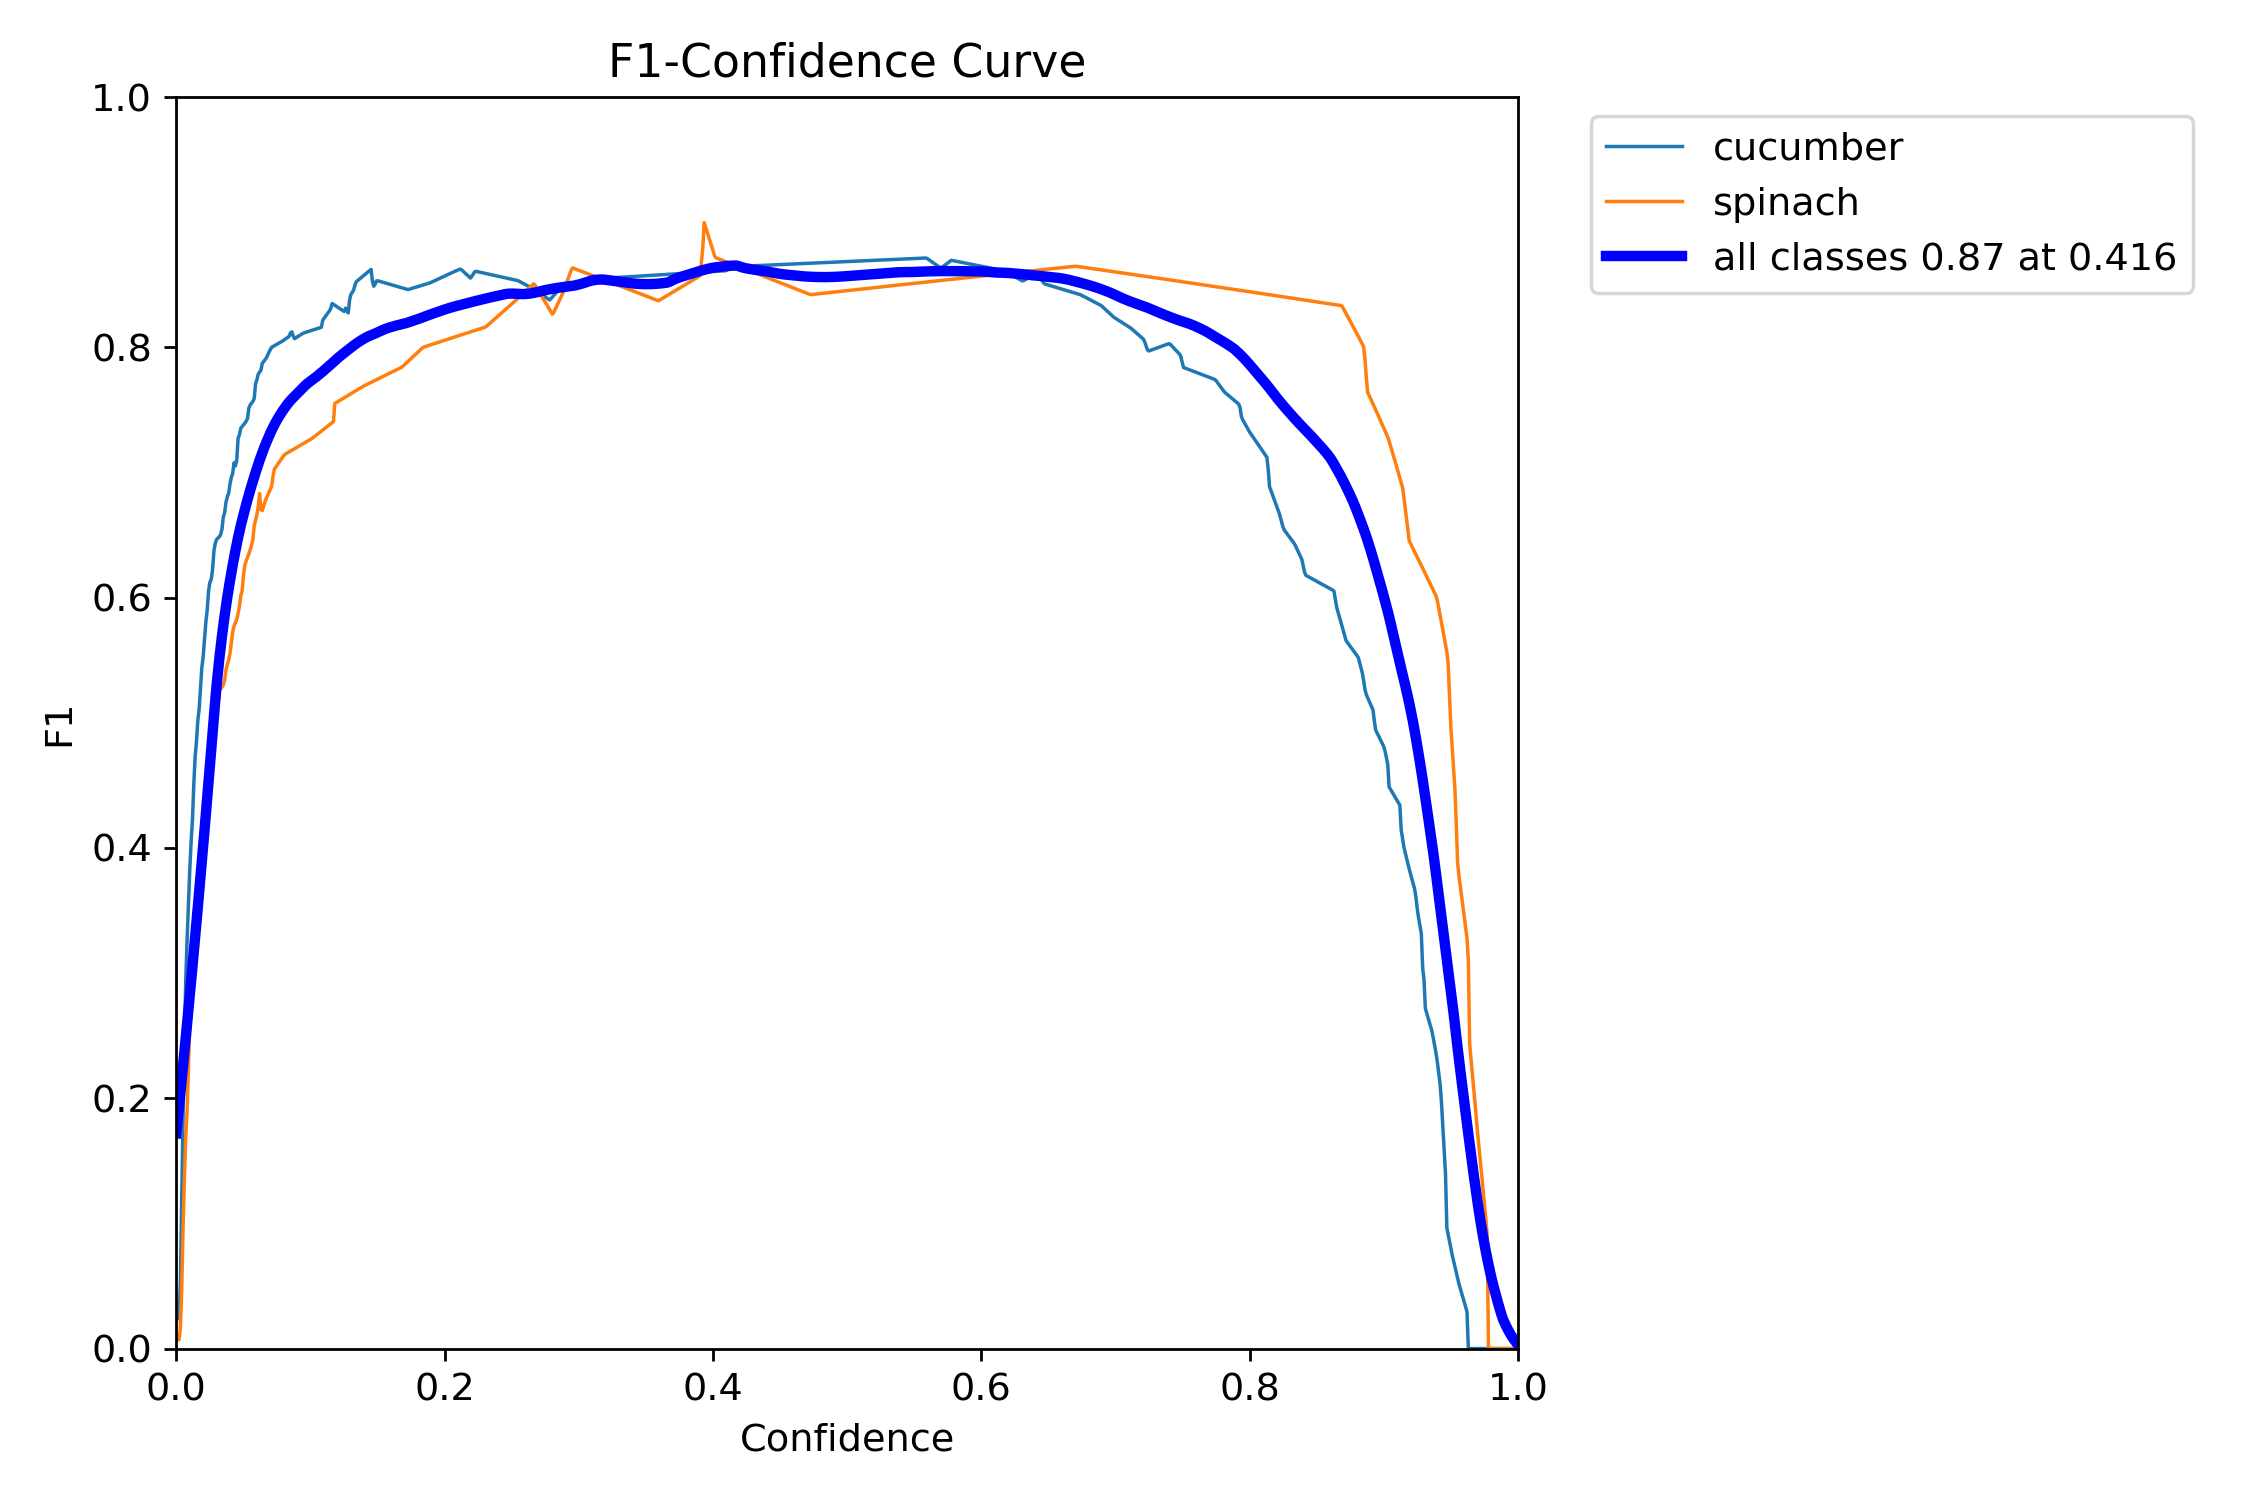 F1-Confidence Curve
1.0
0.8
0.6
0.4
0.2
0.0
F1
0.0 0.2 0.4 0.6 0.8 1.0
Confidence
cucumber
spinach
all classes 0.87 at 0.416